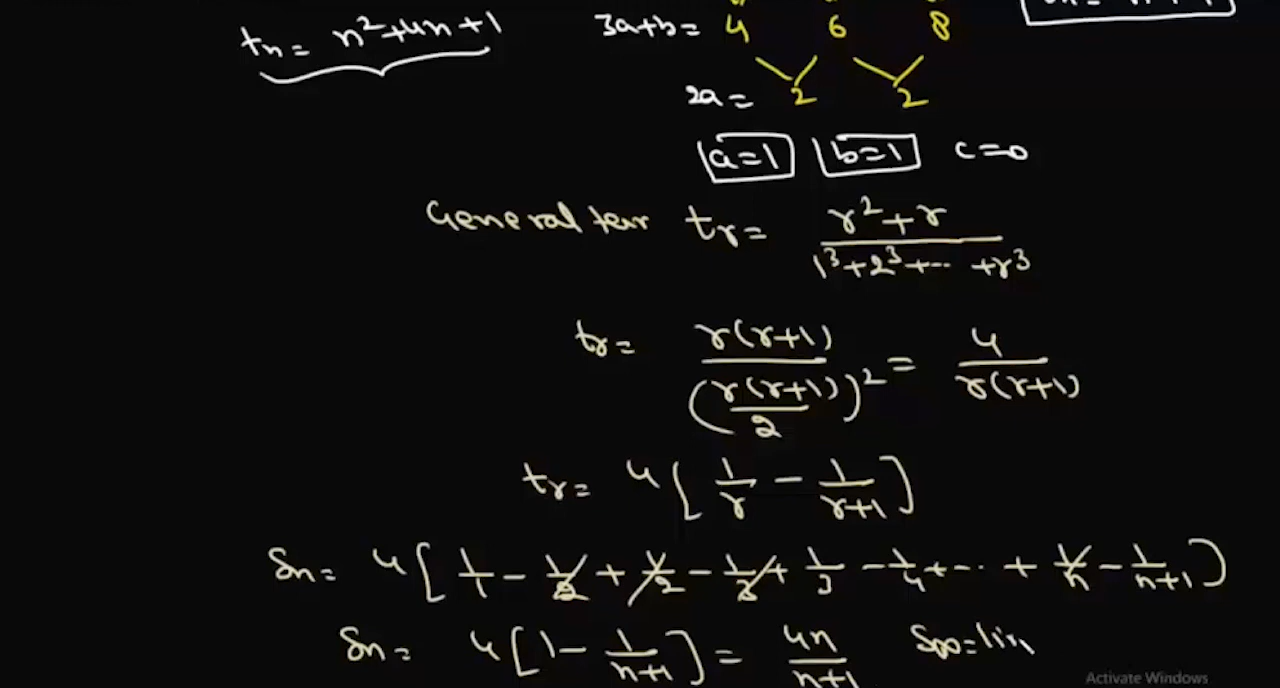 tn = n²+4n+1
3a+b = 4 6 8
2a = 2 2
a=1 b=1 c=0
General ter tr = r²+r / 1³+2³+--- +r³
tr = r(r+1) / (r(r+1)/2)² = 4 / r(r+1)
tr = 4[1/r - 1/r+1]
Sn = 4[1/1 - 1/2 + 1/2 - 1/3 + 1/3 - 1/4 + --- + 1/n - 1/n+1]
Sn = 4[1 - 1/n+1] = 4n/n+1 S∞=lim
Activate Windows